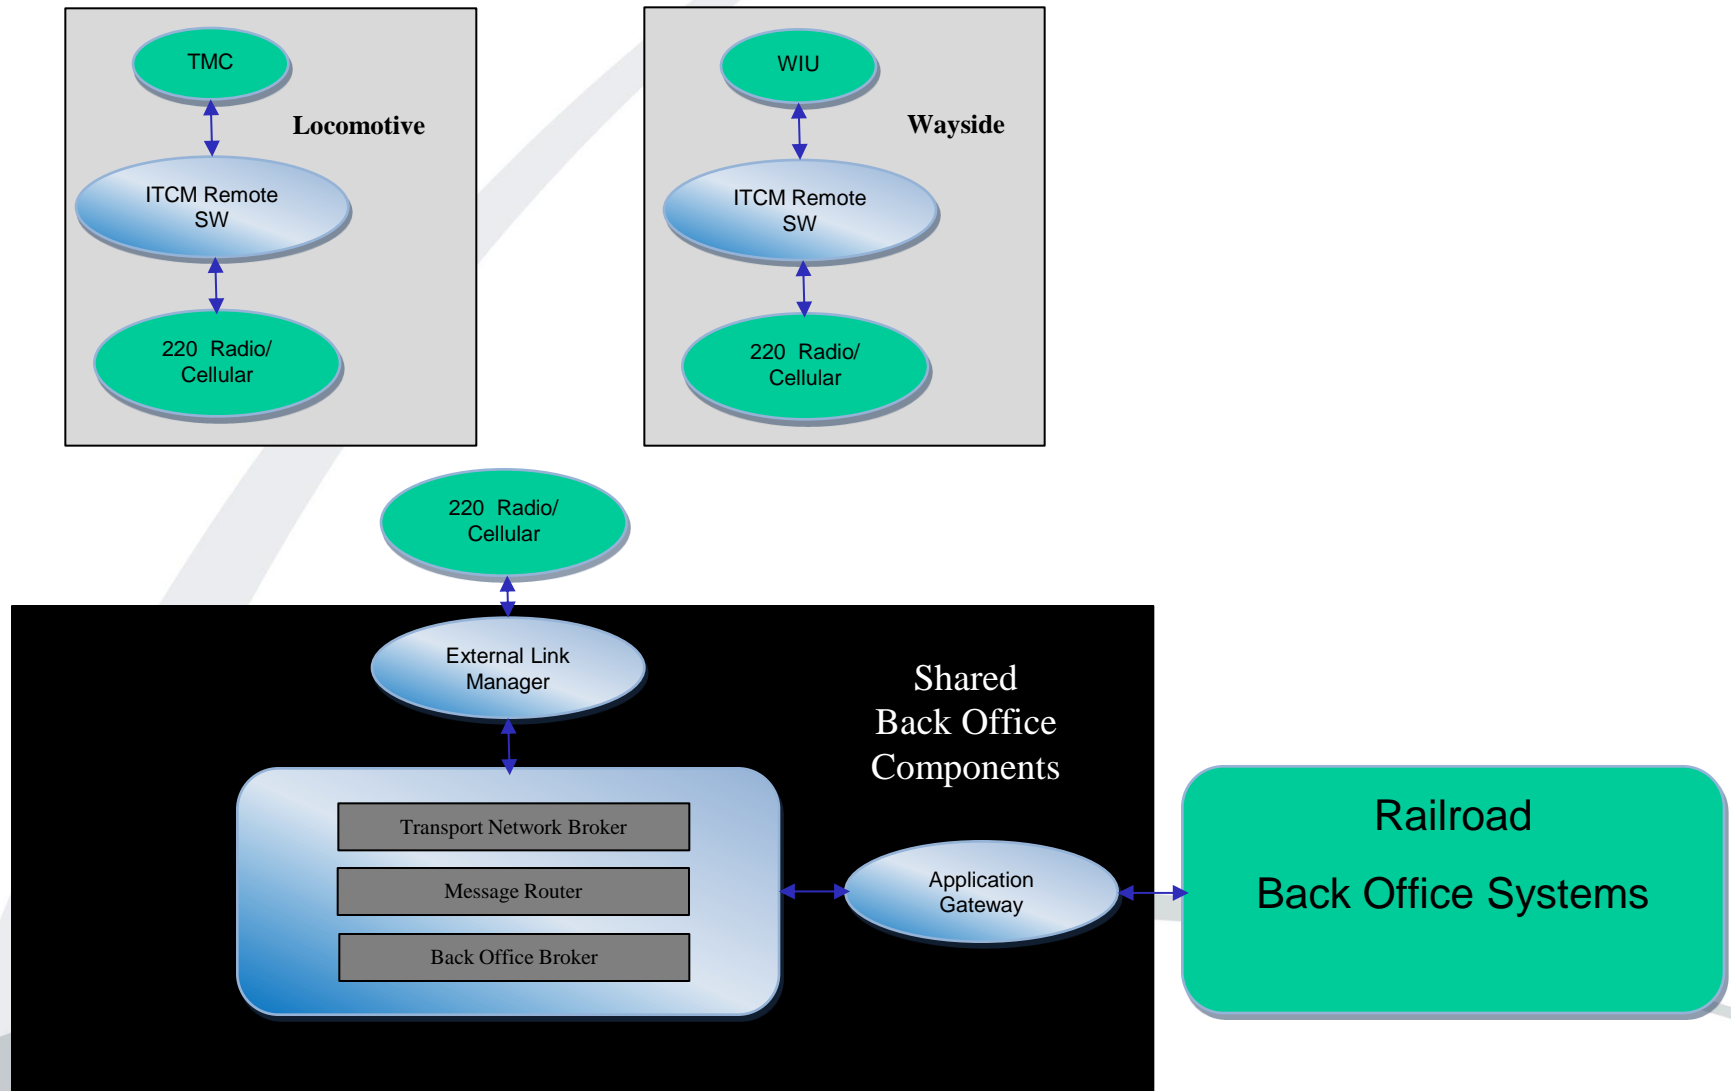 TMC
Locomotive
ITCM Remote
SW
220 Radio/
Cellular
WIU
Wayside
ITCM Remote
SW
220 Radio/
Cellular
220 Radio/
Cellular
External Link
Manager
Shared
Back Office
Components
Transport Network Broker
Message Router
Back Office Broker
Application
Gateway
Railroad
Back Office Systems